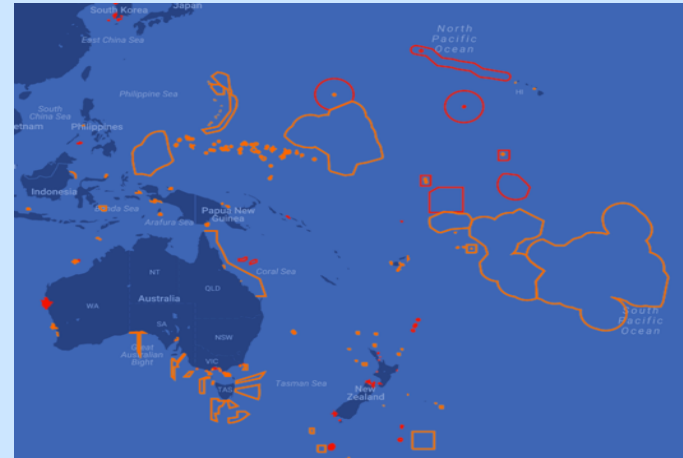 South Korea
Japan
East China Sea
North
Pacific
Ocean
HI
Philippine Sea
South
China Sea
etnam
Philippines
Indonesia
Banda Sea
Arafura Sea
Papua New
Guinea
Coral Sea
NT
QLD
Australia
WA
SA
NSW
Great
Australian
Bight
VIC
TAS
Tasman Sea
New
Zealand
South
Pacific
Ocean